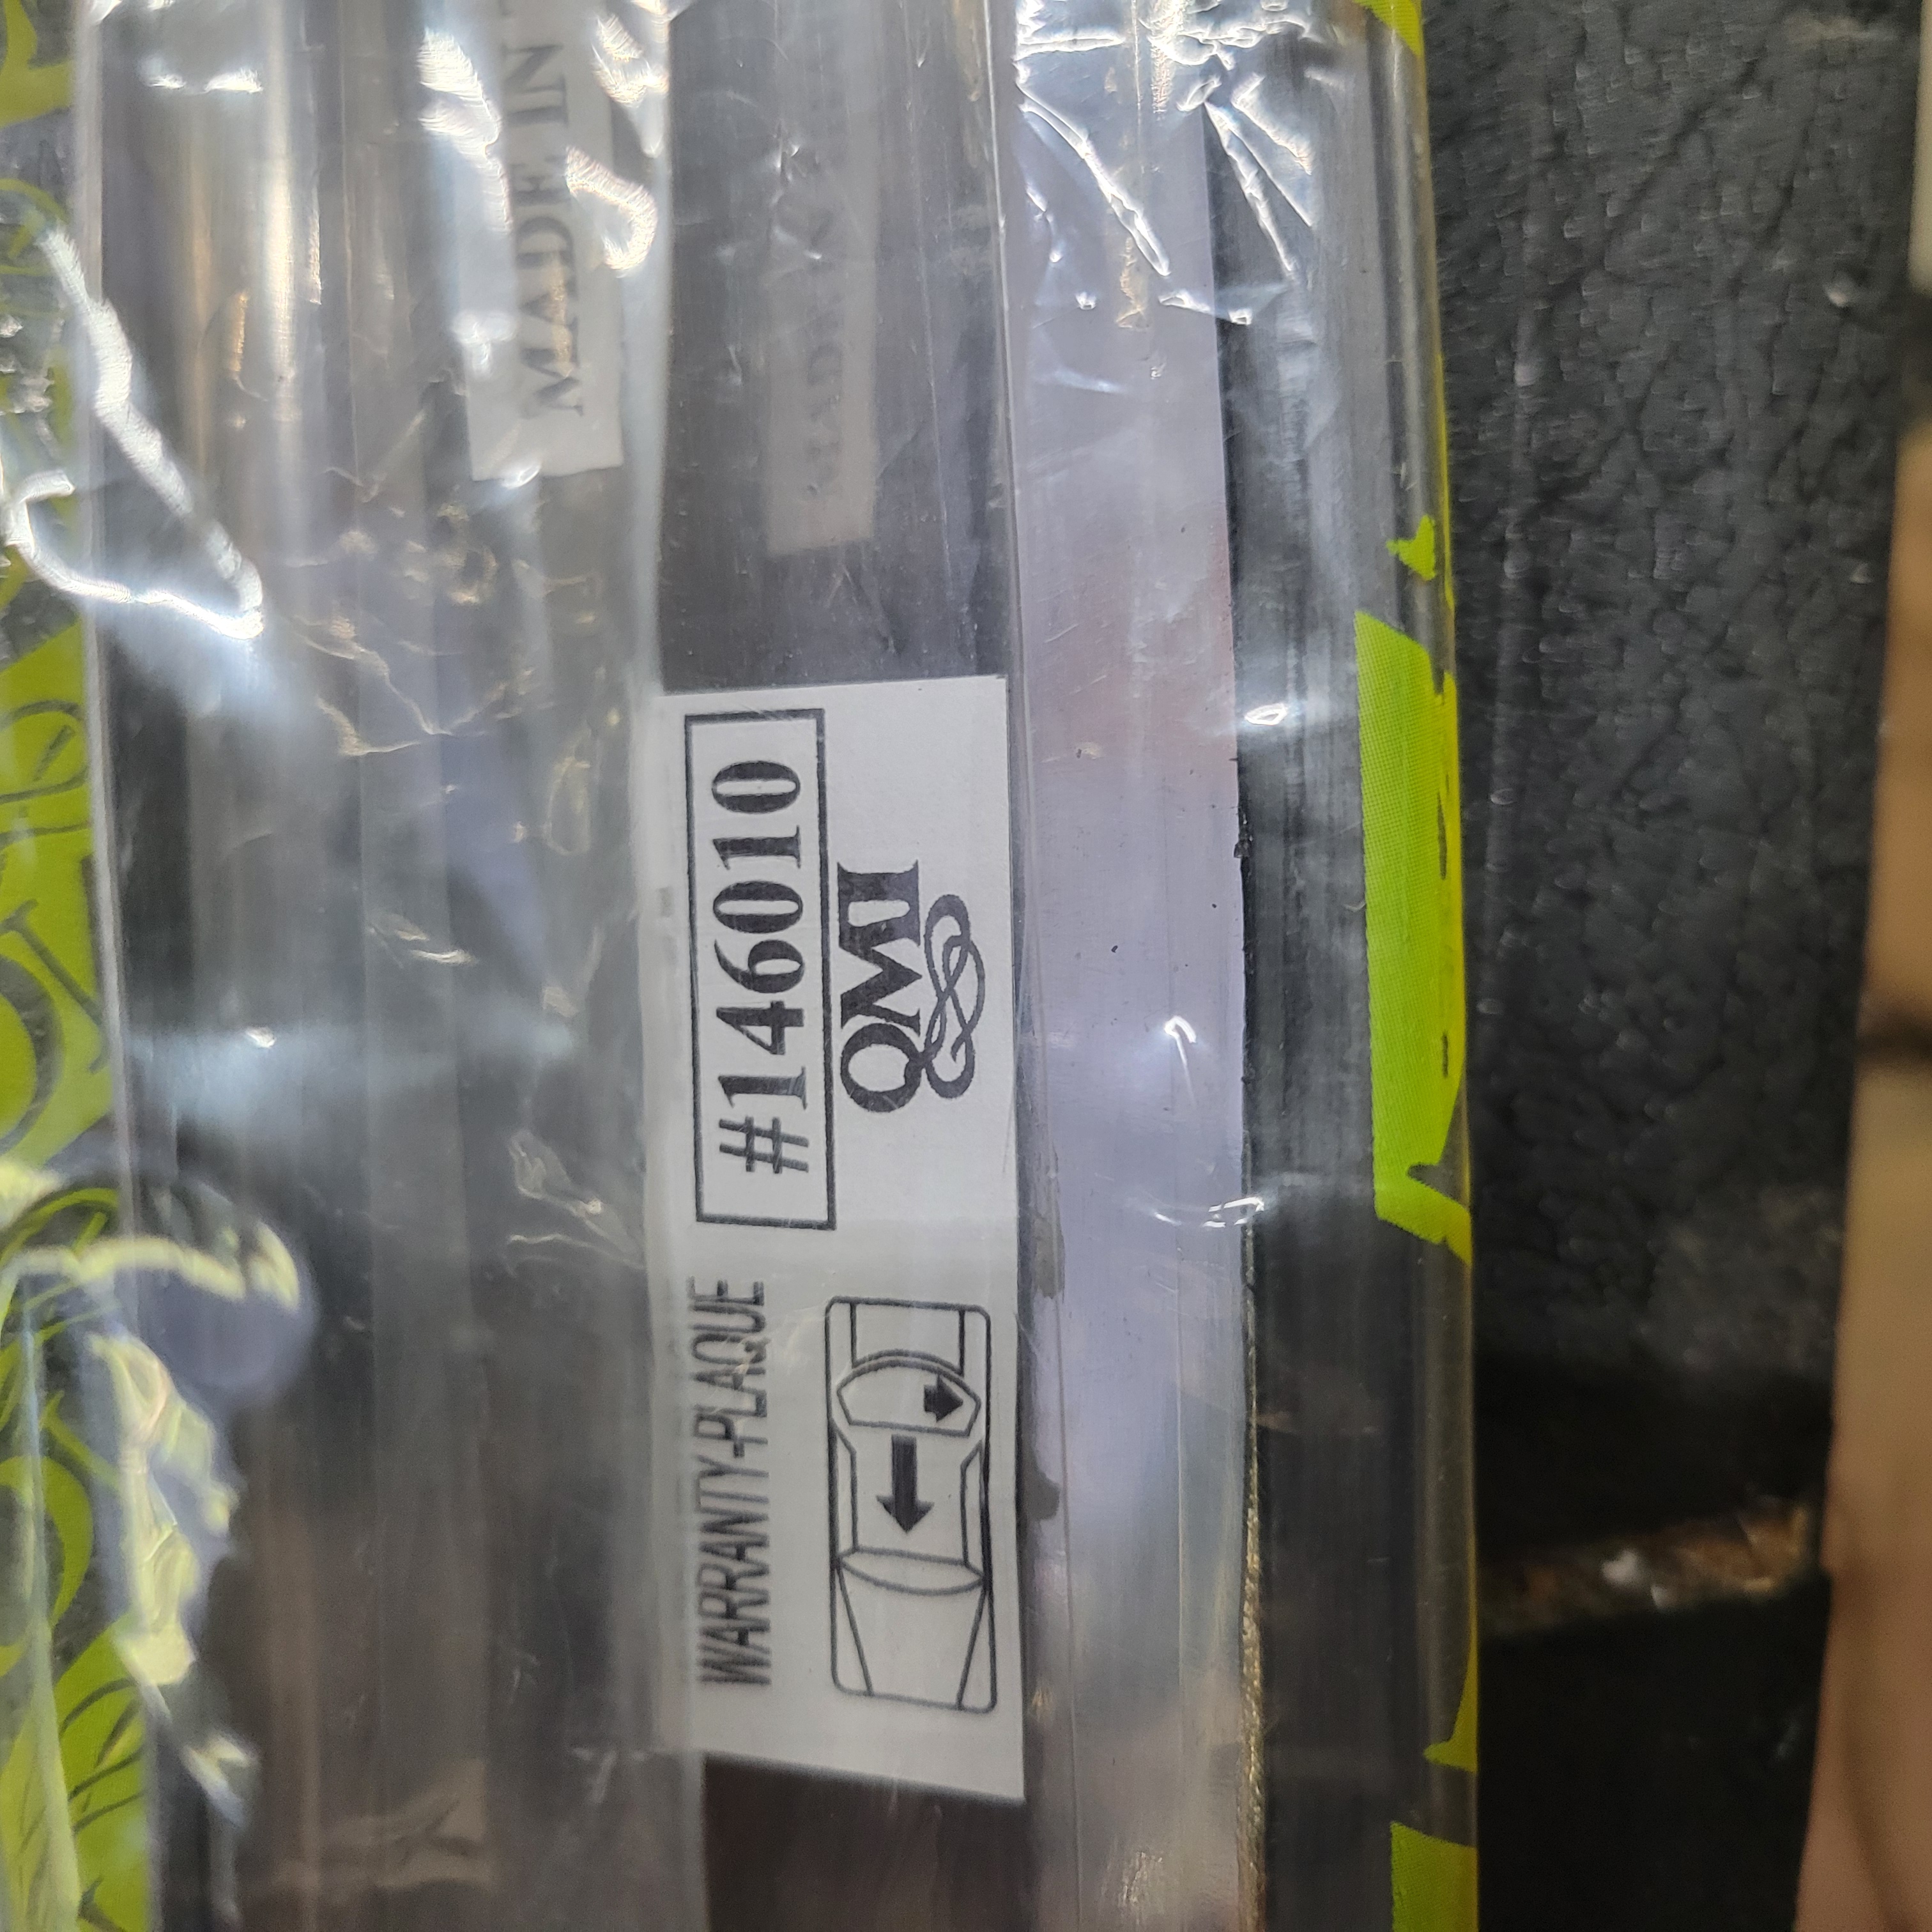 MADE IN
WARRANTY-PLAQUE
#146010
QMI